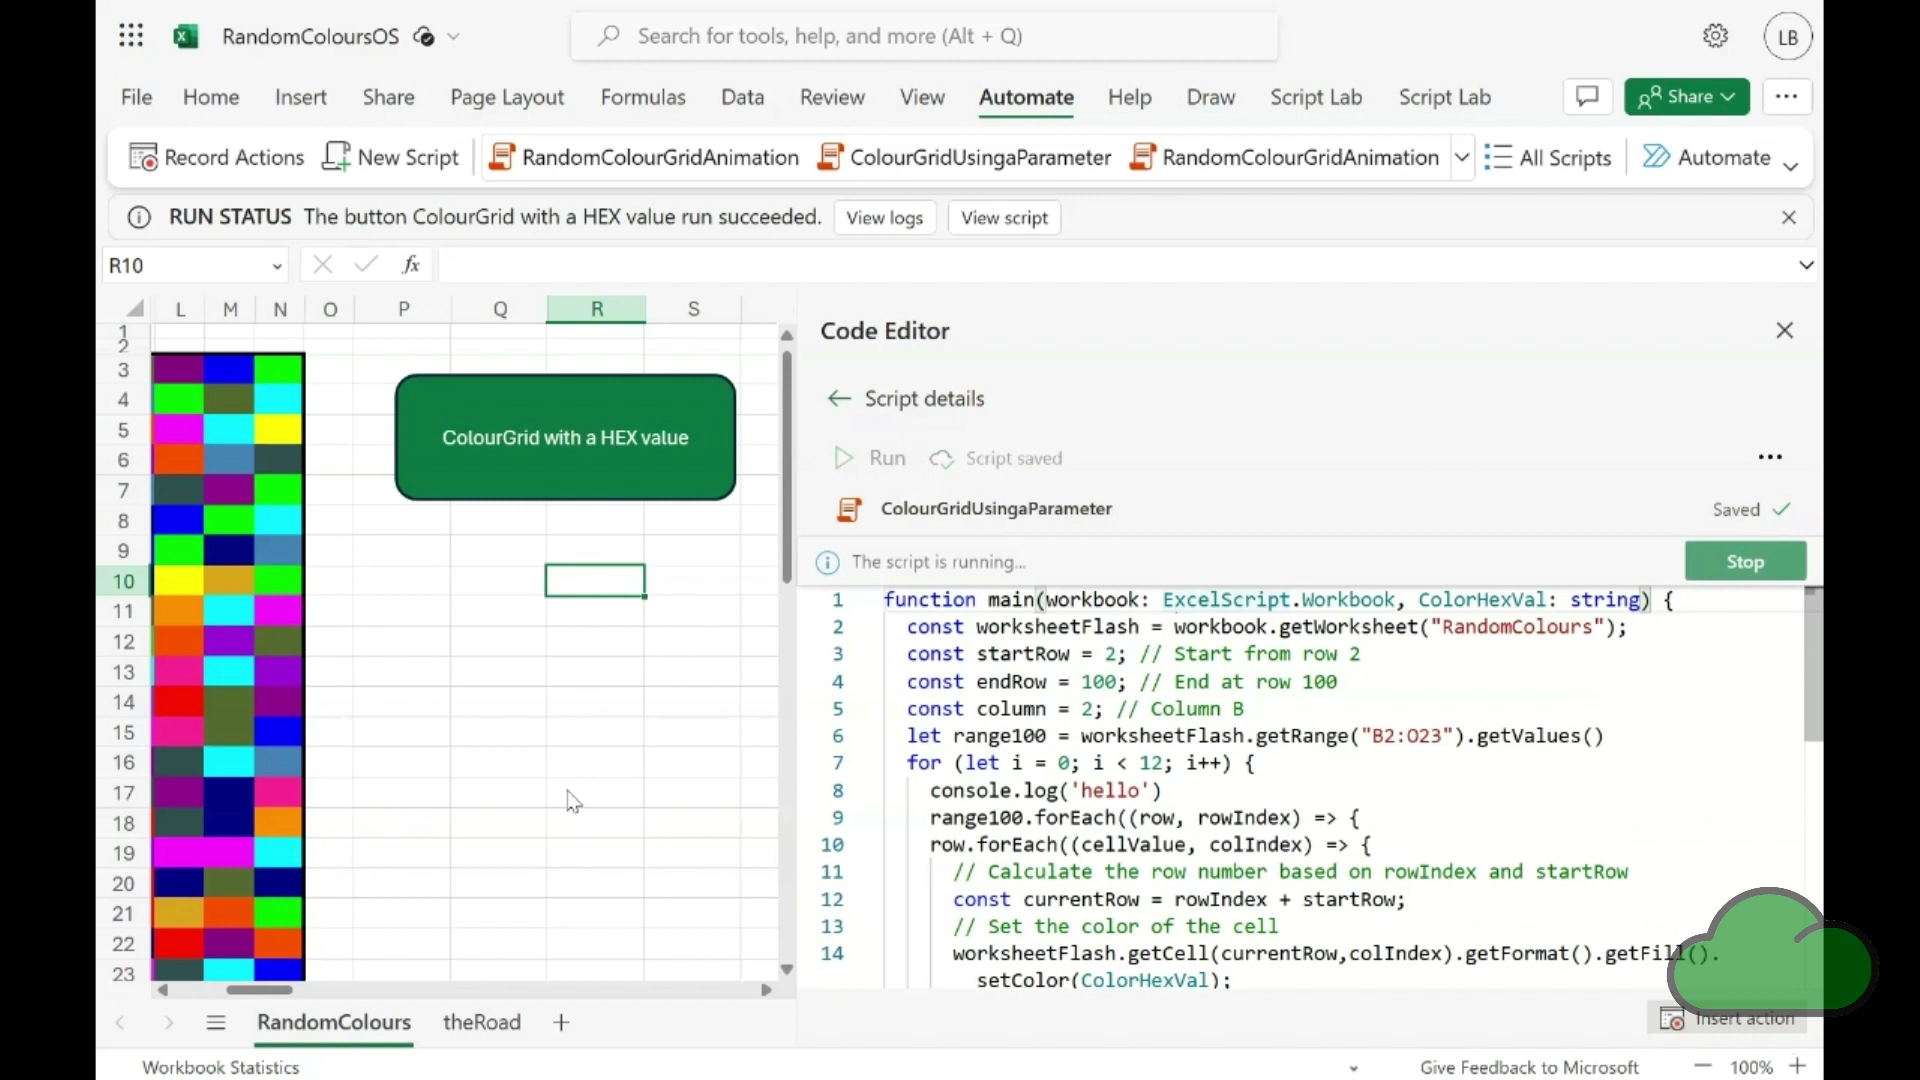 RandomColoursOS
Search for tools, help, and more (Alt + Q)
LB
File Home Insert Share Page Layout Formulas Data Review View Automate Help Draw Script Lab Script Lab
Share
Record Actions New Script RandomColourGridAnimation ColourGridUsingaParameter RandomColourGridAnimation All Scripts Automate
RUN STATUS The button ColourGrid with a HEX value run succeeded. View logs View script
R10 fx
L M N O P Q R S
1
2
3
4
5
6
7
8
9
10
11
12
13
14
15
16
17
18
19
20
21
22
23
ColourGrid with a HEX value
Code Editor
Script details
Run Script saved
ColourGridUsingaParameter Saved
The script is running... Stop
1 function main(workbook: ExcelScript.Workbook, ColorHexVal: string) {
2 const worksheetFlash = workbook.getWorksheet("RandomColours");
3 const startRow = 2; // Start from row 2
4 const endRow = 100; // End at row 100
5 const column = 2; // Column B
6 let range100 = worksheetFlash.getRange("B2:O23").getValues()
7 for (let i = 0; i < 12; i++) {
8 console.log('hello')
9 range100.forEach((row, rowIndex) => {
10 row.forEach((cellValue, colIndex) => {
11 // Calculate the row number based on rowIndex and startRow
12 const currentRow = rowIndex + startRow;
13 // Set the color of the cell
14 worksheetFlash.getCell(currentRow,colIndex).getFormat().getFill().
setColor(ColorHexVal);
Insert action
RandomColours theRoad
Workbook Statistics
Give Feedback to Microsoft
100%